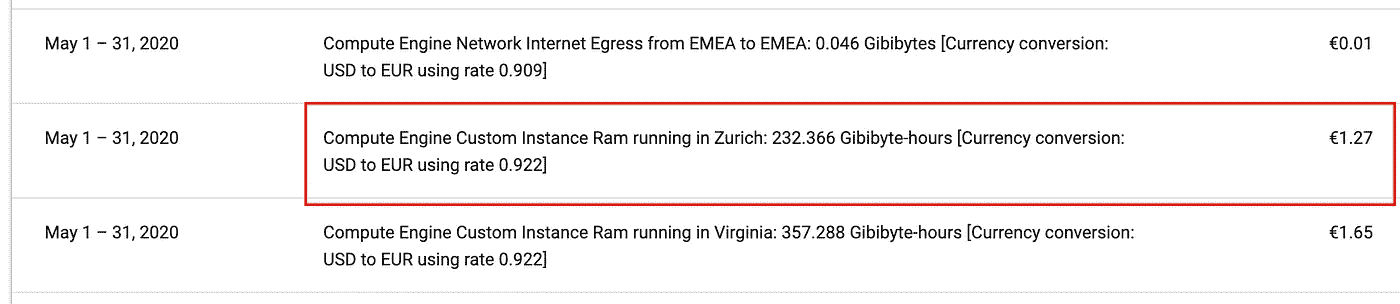 May 1 – 31, 2020 Compute Engine Network Internet Egress from EMEA to EMEA: 0.046 Gibibytes [Currency conversion: €0.01
USD to EUR using rate 0.909]
May 1 – 31, 2020 Compute Engine Custom Instance Ram running in Zurich: 232.366 Gibibyte-hours [Currency conversion: €1.27
USD to EUR using rate 0.922]
May 1 – 31, 2020 Compute Engine Custom Instance Ram running in Virginia: 357.288 Gibibyte-hours [Currency conversion: €1.65
USD to EUR using rate 0.922]